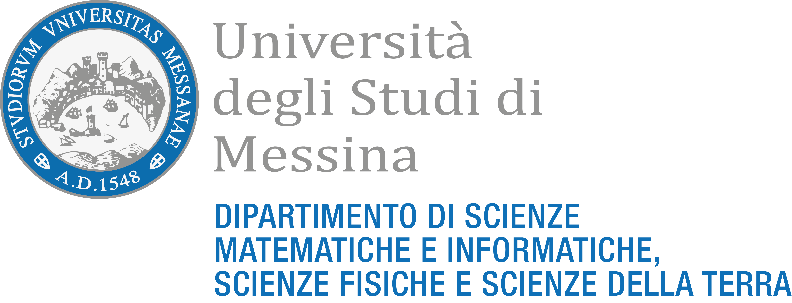 STVDIORVM VNIVERSITAS MESSANAE
A.D.1548
Università
degli Studi di
Messina
DIPARTIMENTO DI SCIENZE
MATEMATICHE E INFORMATICHE,
SCIENZE FISICHE E SCIENZE DELLA TERRA